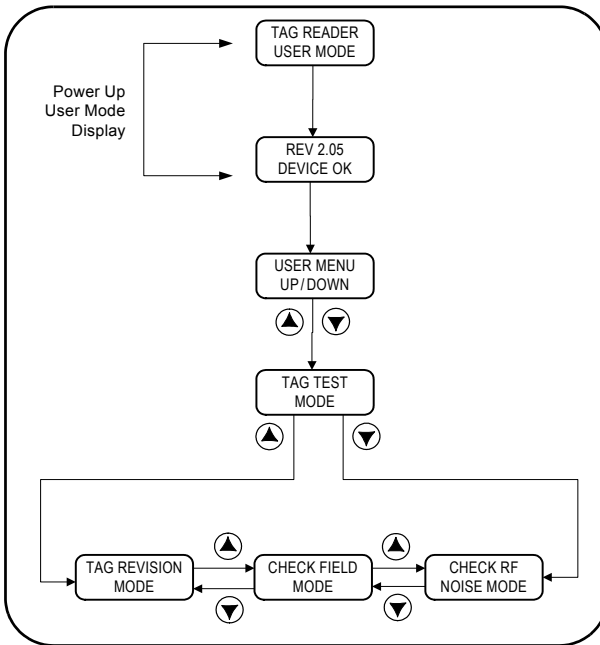 TAG READER
USER MODE
Power Up
User Mode
Display
REV 2.05
DEVICE OK
USER MENU
UP/DOWN
TAG TEST
MODE
TAG REVISION
MODE
CHECK FIELD
MODE
CHECK RF
NOISE MODE